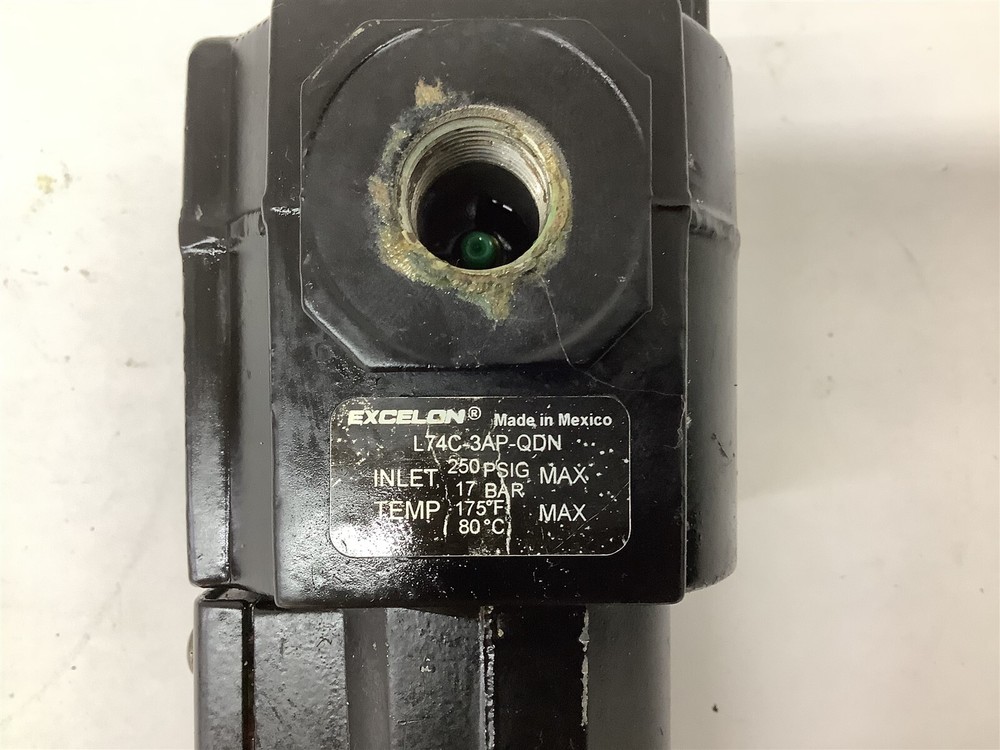 EXCELON® Made in Mexico
L74C-3AP-QDN
INLET 250 PSIG MAX
17 BAR
TEMP 175°F MAX
80°C